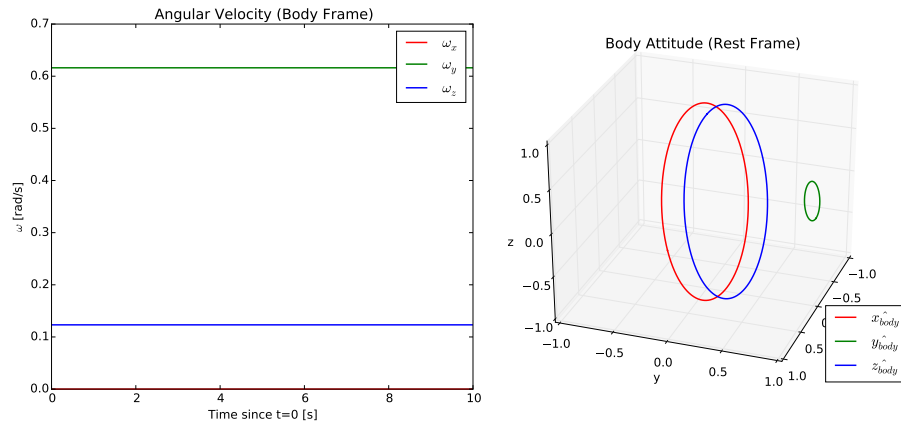 Angular Velocity (Body Frame)
0.7
0.6
0.5
0.4
0.3
0.2
0.1
0.0
ω [rad/s]
0
2
4
6
8
10
Time since t=0 [s]
ω_x
ω_y
ω_z
Body Attitude (Rest Frame)
1.0
0.5
0.0
−0.5
−1.0
z
−1.0
−0.5
0.0
0.5
1.0
y
−1.0
−0.5
0.5
1.0
x̂_body
ŷ_body
ẑ_body